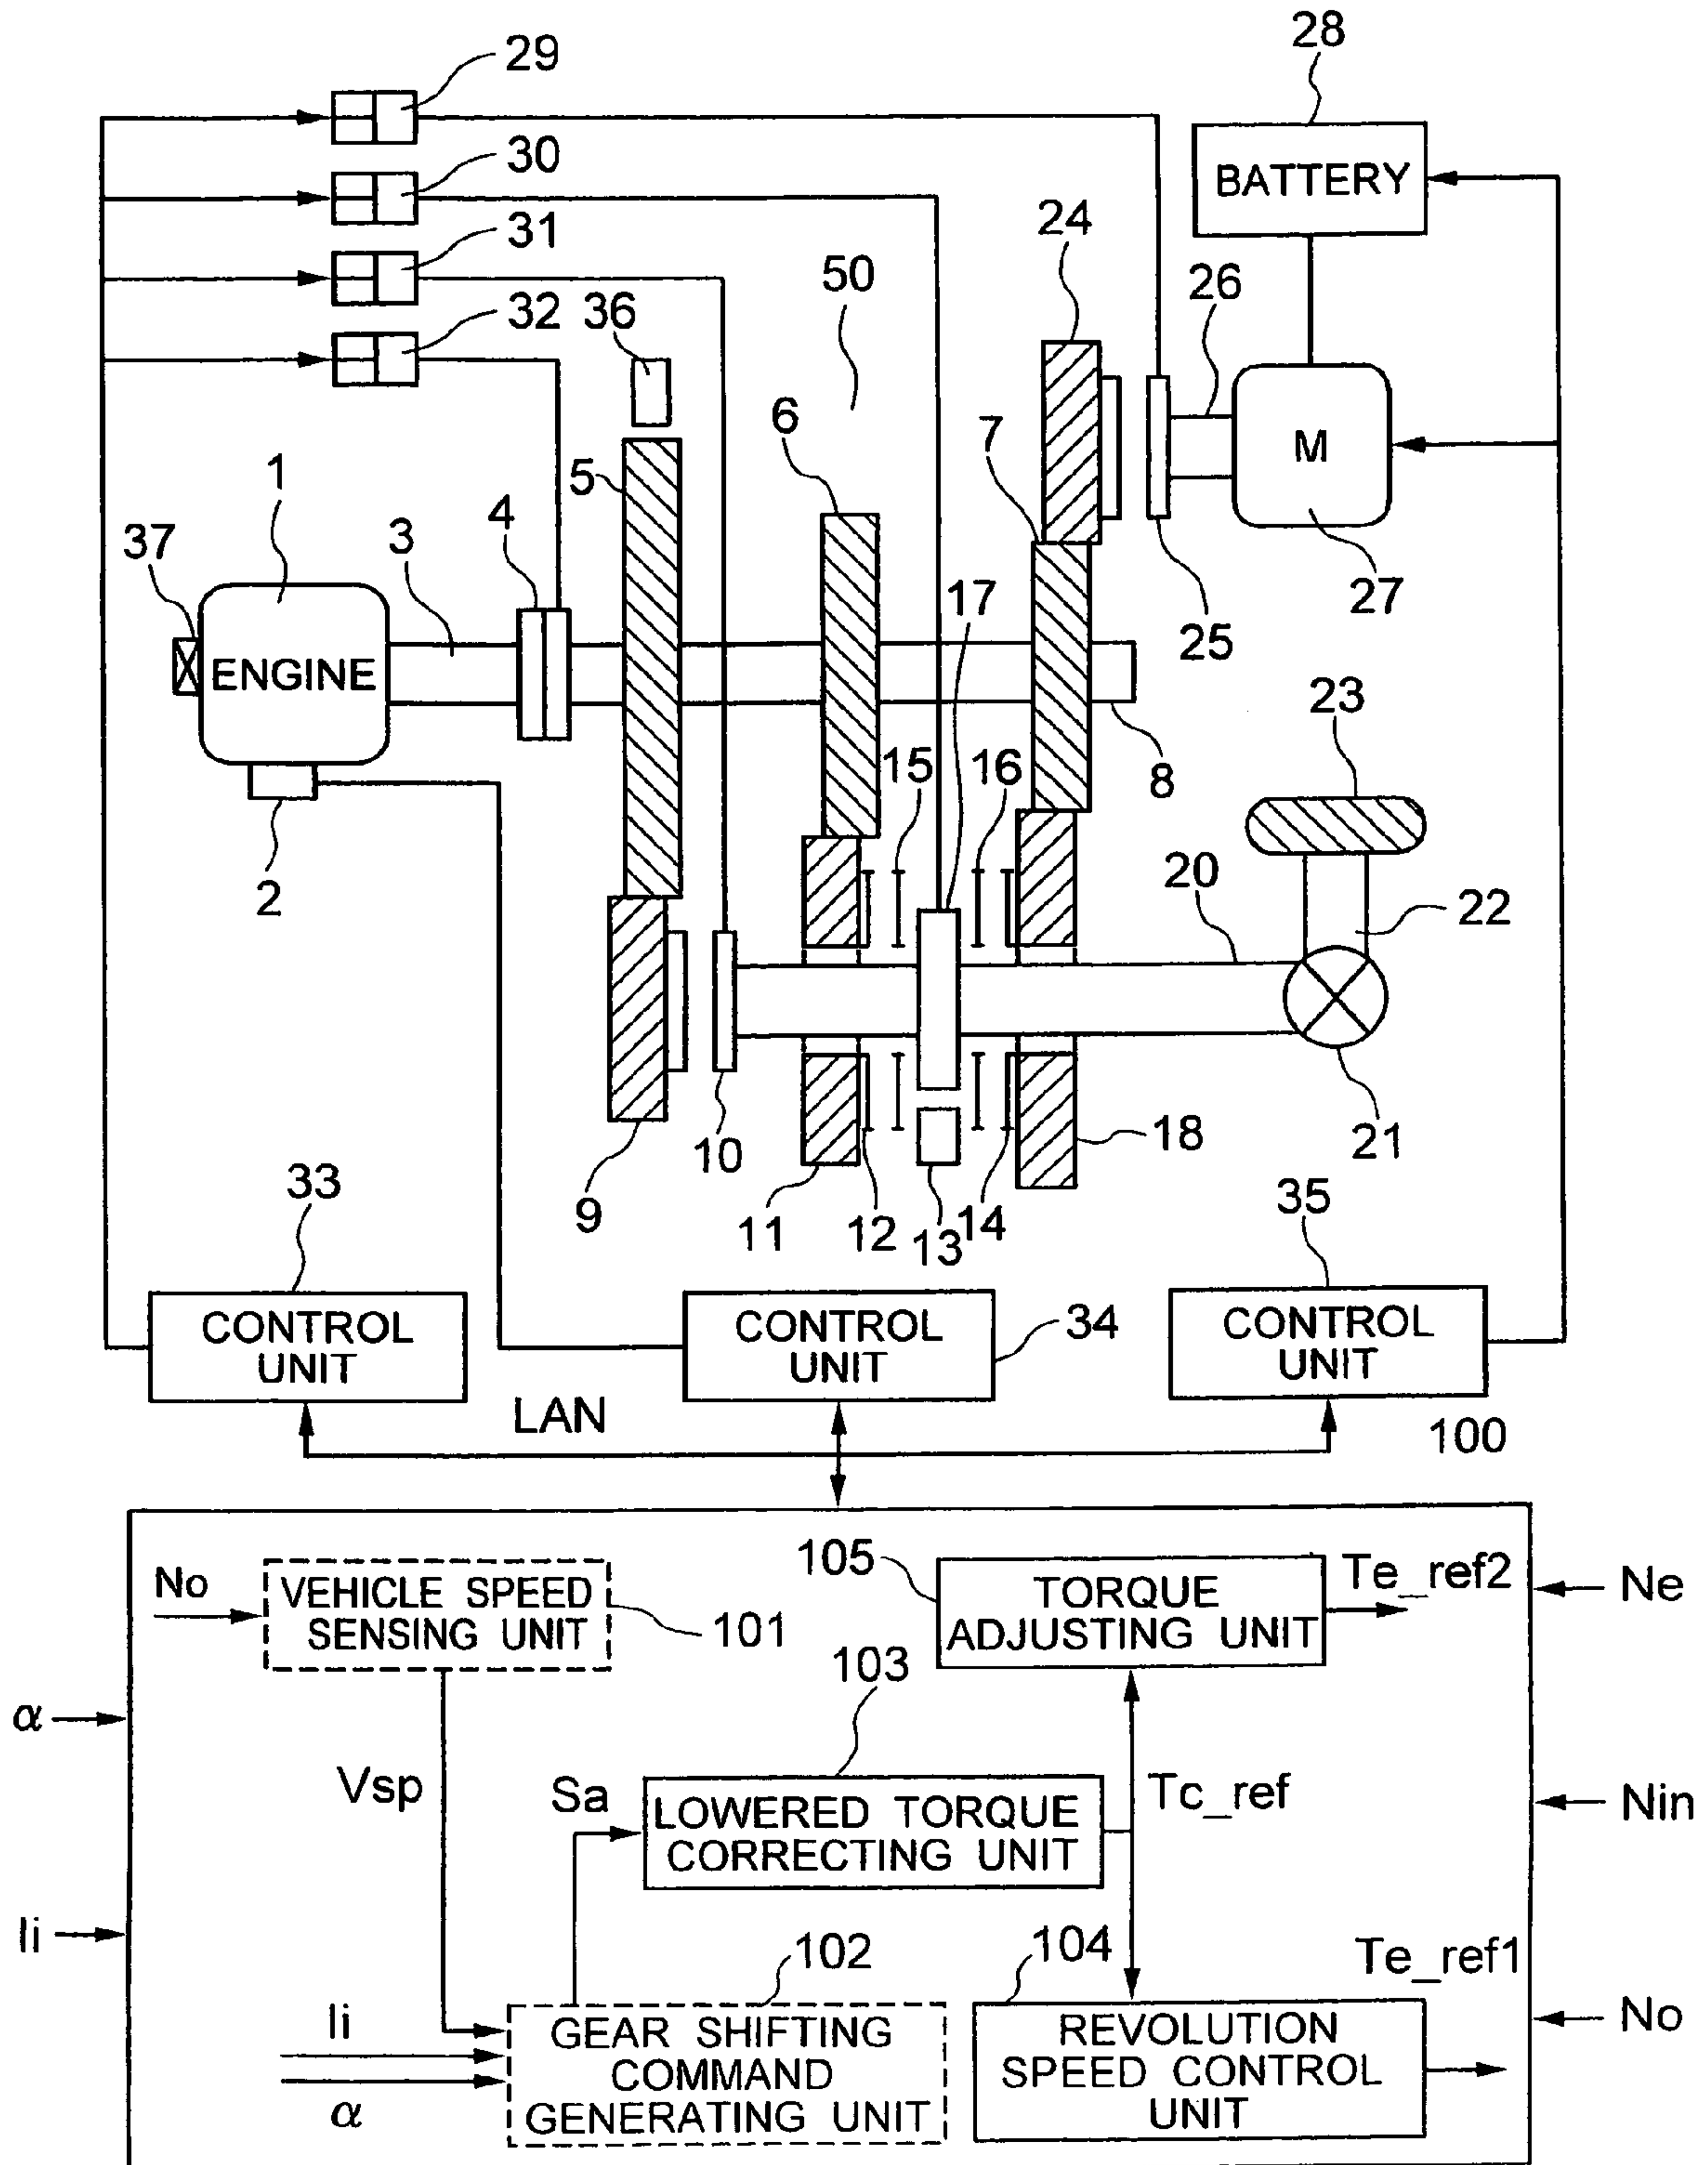 29
28
30
BATTERY
24
31
50
26
32
36
6
7
M
1
5
4
37
3
17
27
25
ENGINE
23
15
16
8
2
20
22
10
18
21
9
11
12
13
14
33
35
CONTROL
UNIT
CONTROL
UNIT
34
CONTROL
UNIT
LAN
100
105
Te_ref2
No
VEHICLE SPEED
SENSING UNIT
101
TORQUE
ADJUSTING UNIT
Ne
103
α
Vsp
Sa
LOWERED TORQUE
CORRECTING UNIT
Tc_ref
Nin
Ii
102
104
Te_ref1
Ii
α
GEAR SHIFTING
COMMAND
GENERATING UNIT
REVOLUTION
SPEED CONTROL
UNIT
No